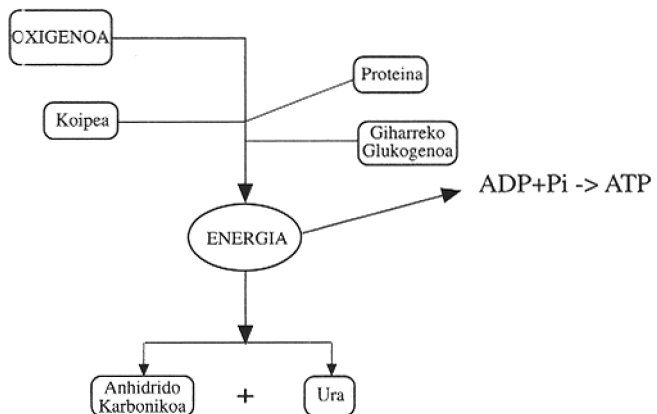 OXIGENOA
Proteina
Koipea
Giharreko
Glukogenoa
ADP+Pi -> ATP
ENERGIA
Anhidrido
Karbonikoa
+
Ura